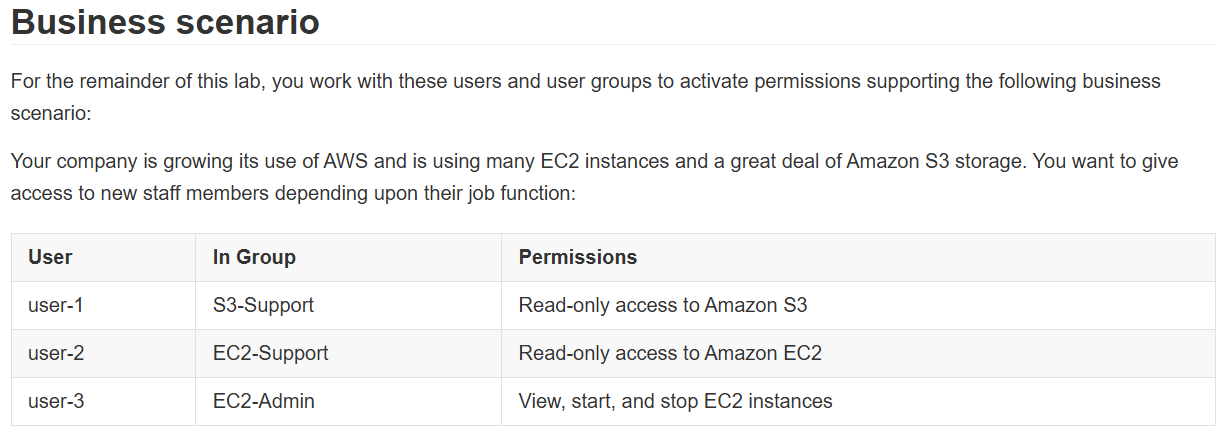 Business scenario
For the remainder of this lab, you work with these users and user groups to activate permissions supporting the following business
scenario:
Your company is growing its use of AWS and is using many EC2 instances and a great deal of Amazon S3 storage. You want to give
access to new staff members depending upon their job function:
User In Group Permissions
user-1 S3-Support Read-only access to Amazon S3
user-2 EC2-Support Read-only access to Amazon EC2
user-3 EC2-Admin View, start, and stop EC2 instances